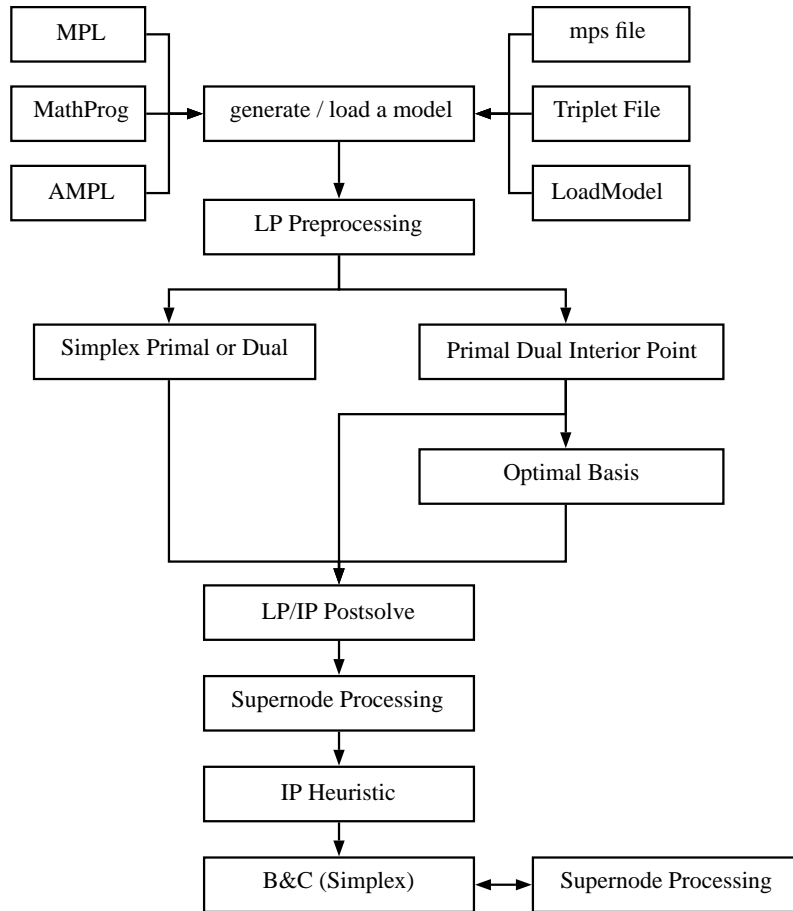 MPL
mps file
MathProg
generate / load a model
Triplet File
AMPL
LoadModel
LP Preprocessing
Simplex Primal or Dual
Primal Dual Interior Point
Optimal Basis
LP/IP Postsolve
Supernode Processing
IP Heuristic
B&C (Simplex)
Supernode Processing